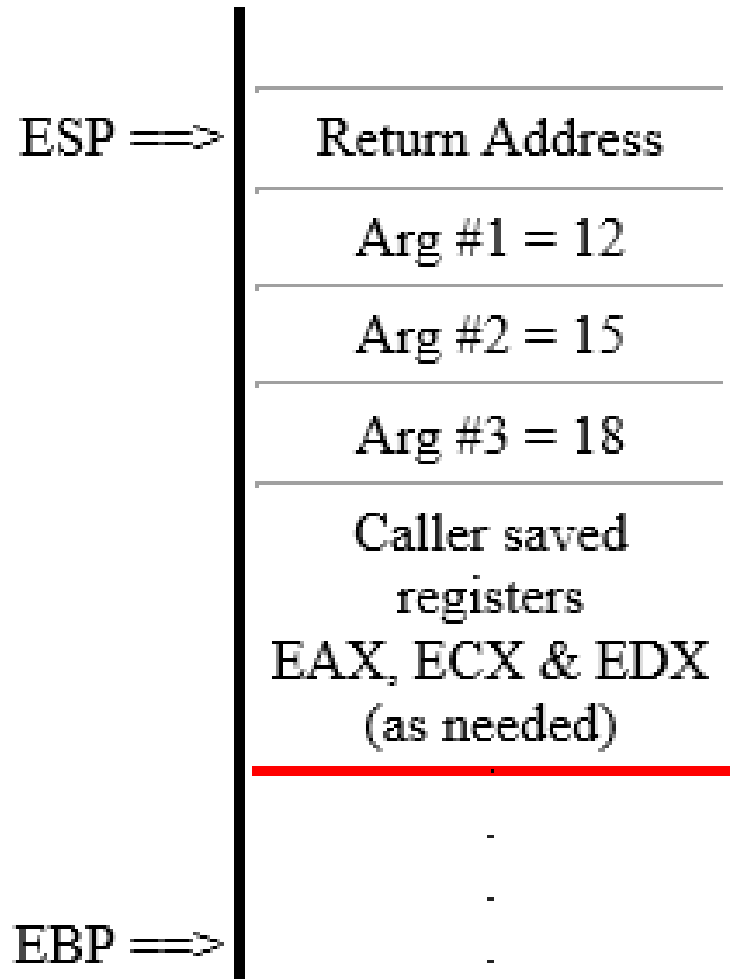 ESP ==> Return Address
Arg #1 = 12
Arg #2 = 15
Arg #3 = 18
Caller saved
registers
EAX, ECX & EDX
(as needed)
EBP ==>